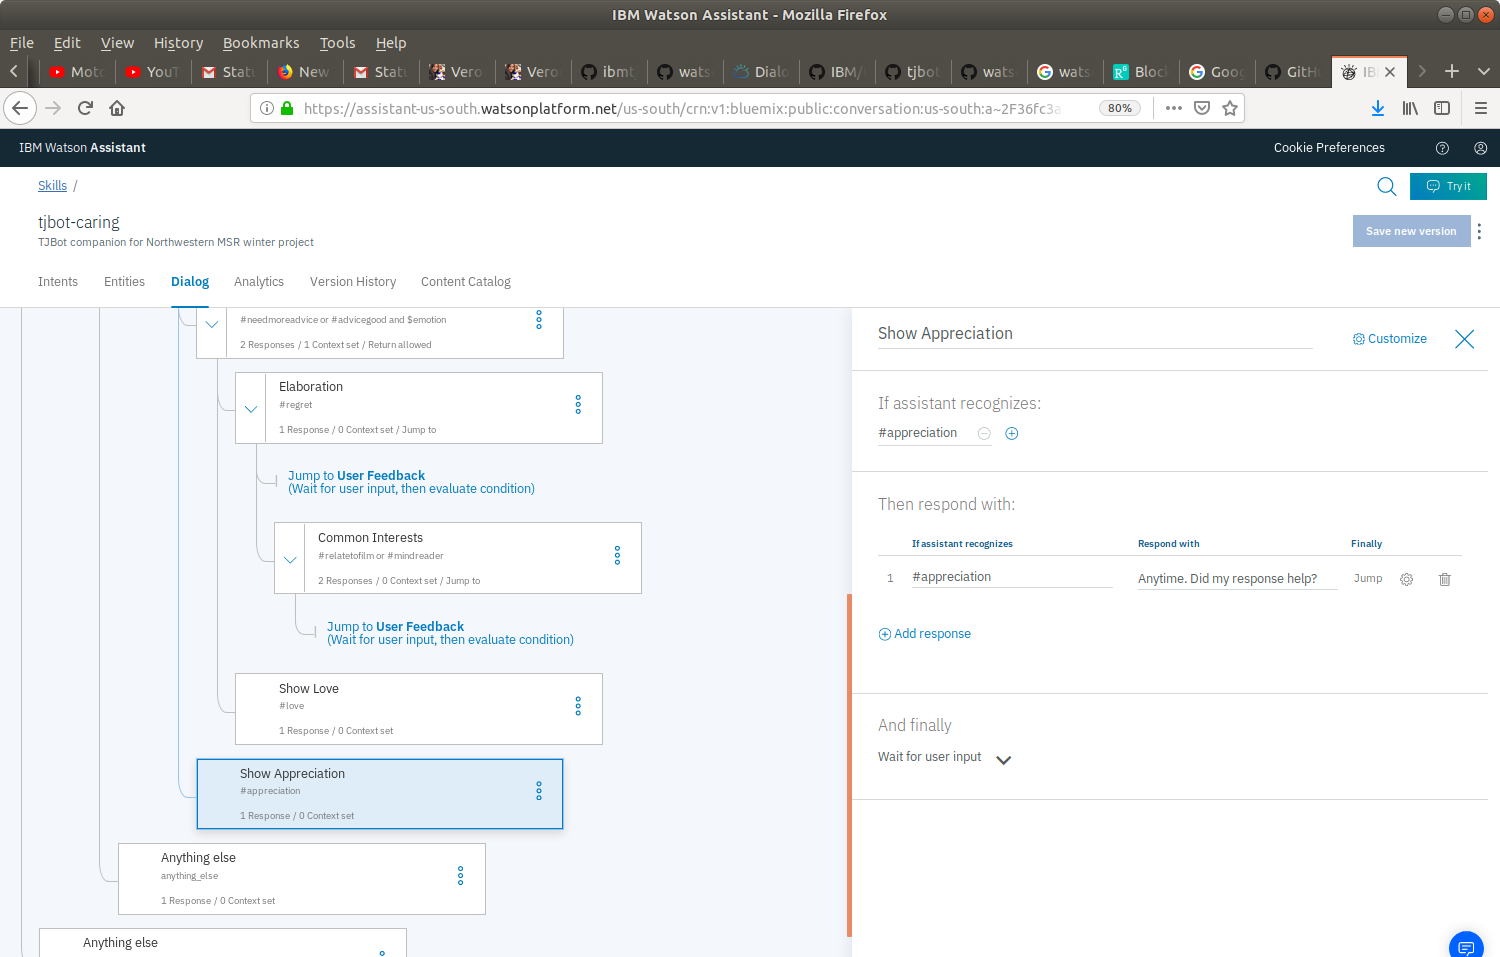 IBM Watson Assistant - Mozilla Firefox
File Edit View History Bookmarks Tools Help
Moto YouT Statu New Statu Vero Vero ibmtj wats Dialo IBM/ tjbot wats wats Block Goog GitHu IB
https://assistant-us-south.watsonplatform.net/us-south/crn:v1:bluemix:public:conversation:us-south:a~2F36fc3a 80%
IBM Watson Assistant Cookie Preferences
Skills / Try it
tjbot-caring
TJBot companion for Northwestern MSR winter project Save new version
Intents Entities Dialog Analytics Version History Content Catalog
#needmoreadvice or #advicegood and $emotion
2 Responses / 1 Context set / Return allowed
Elaboration
#regret
1 Response / 0 Context set / Jump to
Jump to User Feedback
(Wait for user input, then evaluate condition)
Common Interests
#relatetofilm or #mindreader
2 Responses / 0 Context set / Jump to
Jump to User Feedback
(Wait for user input, then evaluate condition)
Show Love
#love
1 Response / 0 Context set
Show Appreciation
#appreciation
1 Response / 0 Context set
Anything else
anything_else
1 Response / 0 Context set
Anything else
Show Appreciation Customize
If assistant recognizes:
#appreciation
Then respond with:
If assistant recognizes Respond with Finally
1 #appreciation Anytime. Did my response help? Jump
Add response
And finally
Wait for user input